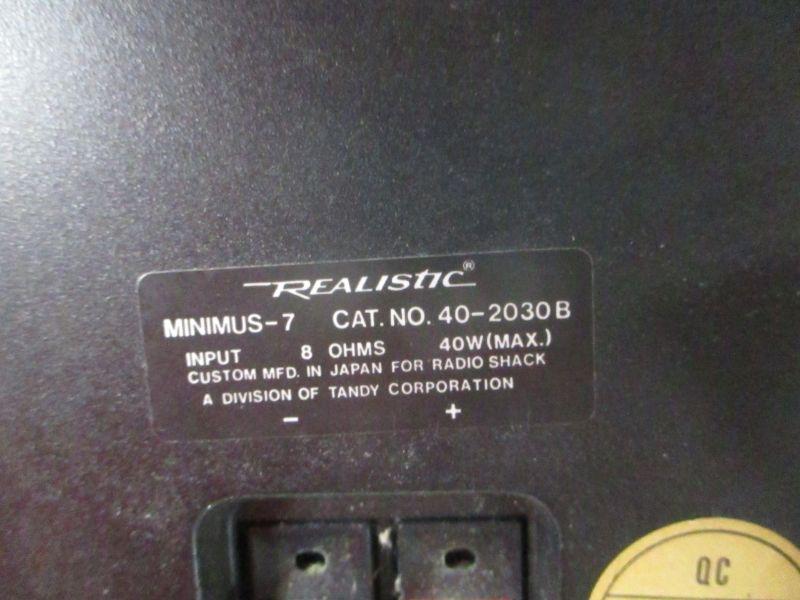 REALISTIC®
MINIMUS-7 CAT. NO. 40-2030B
INPUT 8 OHMS 40W(MAX.)
CUSTOM MFD. IN JAPAN FOR RADIO SHACK
A DIVISION OF TANDY CORPORATION
- +
QC